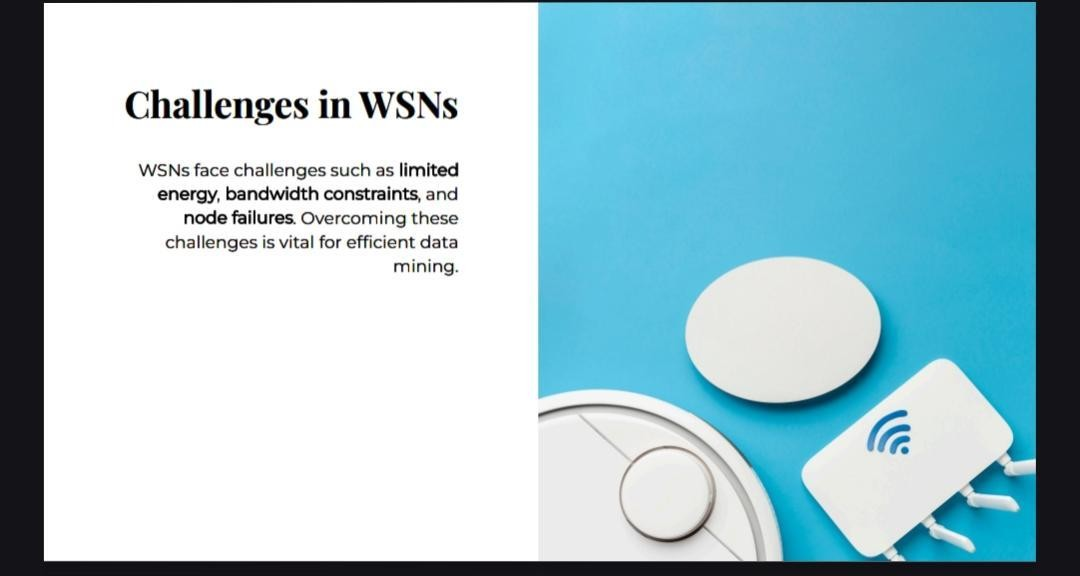 Challenges in WSNs
WSNs face challenges such as limited
energy, bandwidth constraints, and
node failures. Overcoming these
challenges is vital for efficient data
mining.